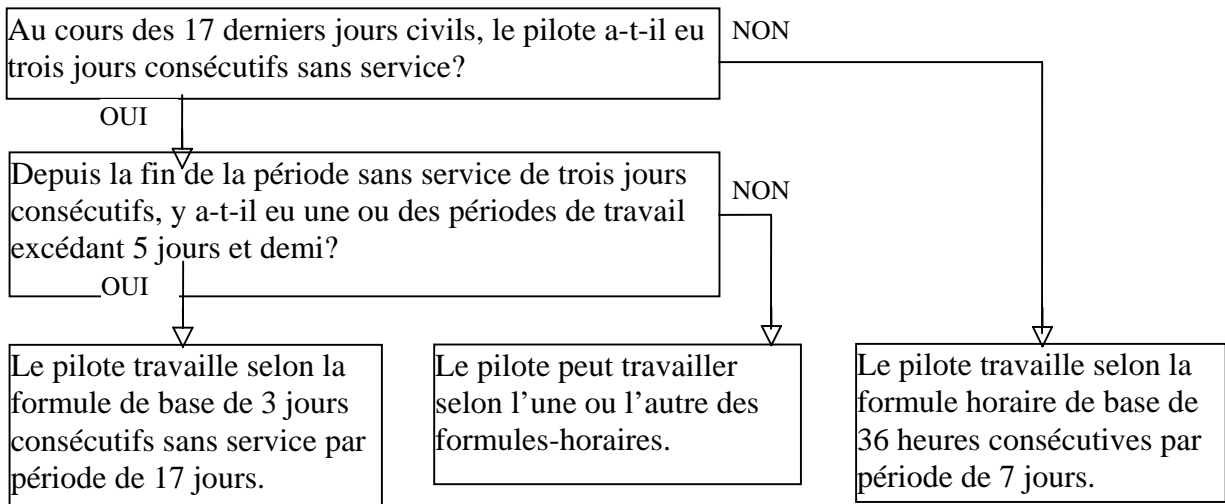 Au cours des 17 derniers jours civils, le pilote a-t-il eu
trois jours consécutifs sans service?
NON
OUI
Depuis la fin de la période sans service de trois jours
consécutifs, y a-t-il eu une ou des périodes de travail
excédant 5 jours et demi?
NON
OUI
Le pilote travaille selon la
formule de base de 3 jours
consécutifs sans service par
période de 17 jours.
Le pilote peut travailler
selon l’une ou l’autre des
formules-horaires.
Le pilote travaille selon la
formule horaire de base de
36 heures consécutives par
période de 7 jours.